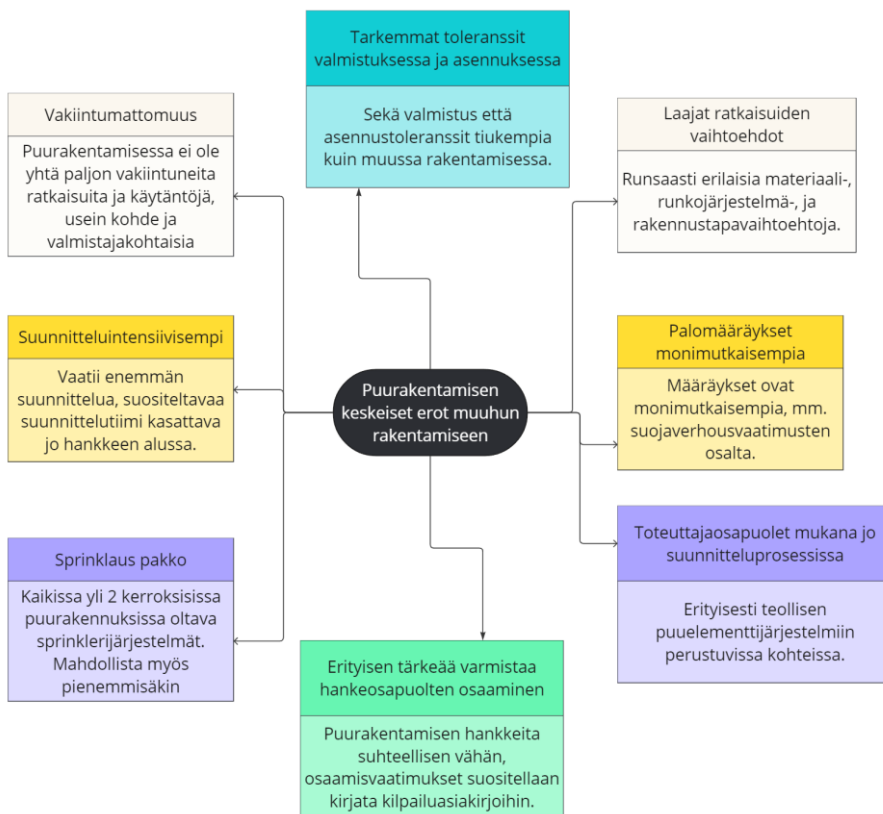 Tarkemmat toleranssit
valmistuksessa ja asennuksessa
Sekä valmistus että
asennustoleranssit tiukempia
kuin muussa rakentamisessa.
Vakiintumattomuus
Puurakentamisessa ei ole
yhtä paljon vakiintuneita
ratkaisuita ja käytäntöjä,
usein kohde ja
valmistajakohtaisia
Laajat ratkaisuiden
vaihtoehdot
Runsaasti erilaisia materiaali-,
runkojärjestelmä-, ja
rakennustapavaihtoehtoja.
Suunnitteluintensiivisempi
Vaatii enemmän
suunnittelua, suositeltavaa
suunnittelutiimi kasattava
jo hankkeen alussa.
Puurakentamisen
keskeiset erot muuhun
rakentamiseen
Palomääräykset
monimutkaisempia
Määräykset ovat
monimutkaisempia, mm.
suojaverhousvaatimusten
osalta.
Sprinklaus pakko
Kaikissa yli 2 kerroksisissa
puurakennuksissa oltava
sprinklerijärjestelmät.
Mahdollista myös
pienemmisäkin
Toteuttajaosapuolet mukana jo
suunnitteluprosessissa
Erityisesti teollisen
puuelementtijärjestelmiin
perustuvissa kohteissa.
Erityisen tärkeää varmistaa
hankeosapuolten osaaminen
Puurakentamisen hankkeita
suhteellisen vähän,
osaamisvaatimukset suositellaan
kirjata kilpailuasiakirjoihin.